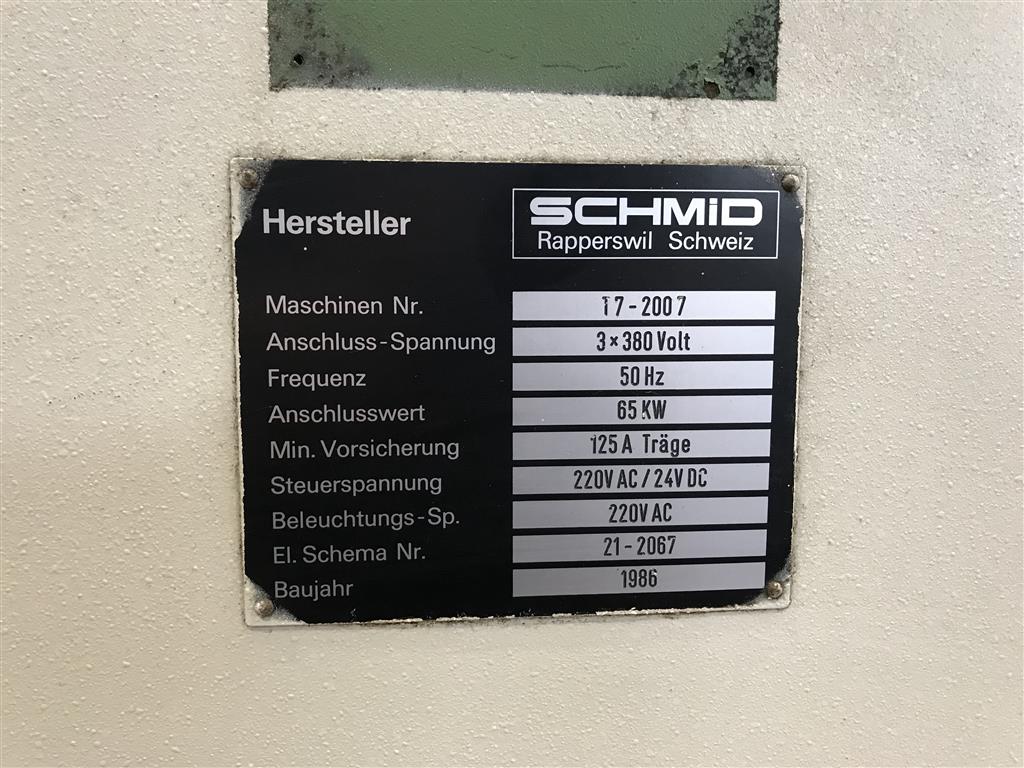 Hersteller SCHMiD
Rapperswil Schweiz
Maschinen Nr. 17-2007
Anschluss-Spannung 3×380 Volt
Frequenz 50 Hz
Anschlusswert 65 KW
Min. Vorsicherung 125 A Träge
Steuerspannung 220V AC / 24V DC
Beleuchtungs-Sp. 220V AC
El. Schema Nr. 21-2067
Baujahr 1986